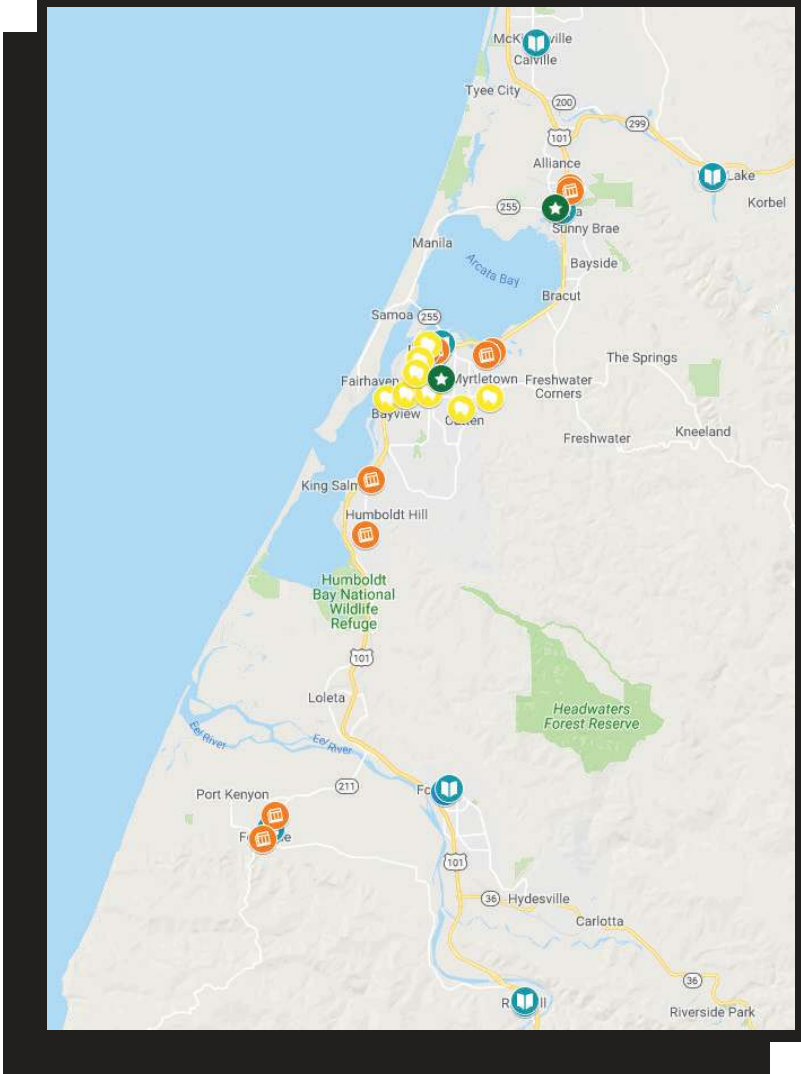 Calville
Tyee City
200
299
101
Alliance
Lake
Korbel
255
Sunny Brae
Manila
Bayside
Arcata Bay
Bracut
Samoa
255
The Springs
Fairhaven
Myrtletown
Freshwater
Corners
Bayview
Freshwater
Kneeland
King Salm
Humboldt Hill
Humboldt
Bay National
Wildlife
Refuge
101
Loleta
Headwaters
Forest Reserve
Eel River
Eel River
211
Port Kenyon
101
36
Hydesville
Carlotta
36
Riverside Park